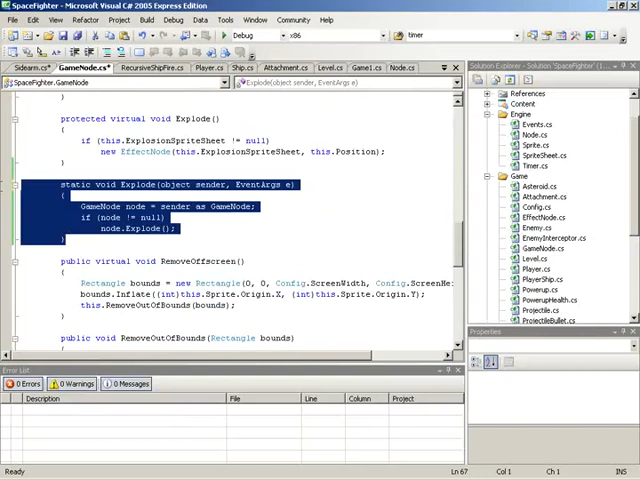 SpaceFighter - Microsoft Visual C# 2005 Express Edition
File Edit View Refactor Project Build Debug Data Tools Window Community Help
Debug x86 timer
Sidearm.cs* GameNode.cs* RecursiveShipFire.cs Player.cs Ship.cs Attachment.cs Level.cs Game1.cs Node.cs
SpaceFighter.GameNode Explode(object sender, EventArgs e)
}
protected virtual void Explode()
{
if (this.ExplosionSpriteSheet != null)
new EffectNode(this.ExplosionSpriteSheet, this.Position);
}
static void Explode(object sender, EventArgs e)
{
GameNode node = sender as GameNode;
if (node != null)
node.Explode();
}
public virtual void RemoveOffscreen()
{
Rectangle bounds = new Rectangle(0, 0, Config.ScreenWidth, Config.ScreenHei
bounds.Inflate((int)this.Sprite.Origin.X, (int)this.Sprite.Origin.Y);
this.RemoveOutOfBounds(bounds);
}
public virtual void RemoveOutOfBounds(Rectangle bounds)
{
Solution Explorer - SpaceFig...
References
Content
Engine
Events.cs
Node.cs
Sprite.cs
SpriteSheet.cs
Timer.cs
Game
Asteroid.cs
Attachment.cs
Config.cs
EffectNode.cs
Enemy.cs
EnemyInterceptor.cs
GameNode.cs
Level.cs
Player.cs
PlayerShip.cs
Powerup.cs
PowerupHealth.cs
Projectile.cs
ProjectileBullet.cs
Properties
Error List
0 Errors 0 Warnings 0 Messages
Description File Line Column Project
Ready Ln 67 Col 1 Ch 1 INS